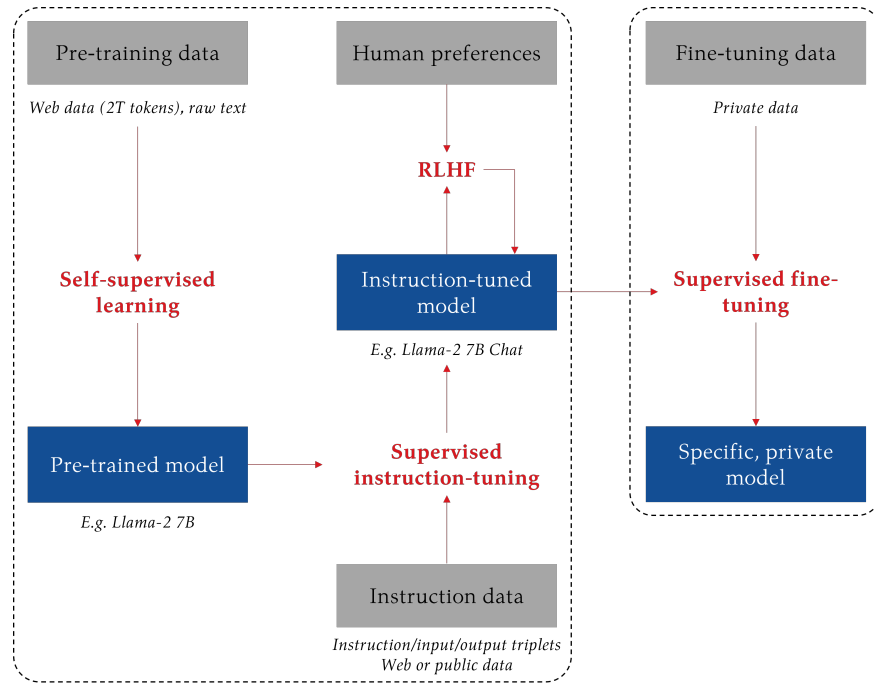 Pre-training data
Web data (2T tokens), raw text
Self-supervised
learning
Pre-trained model
E.g. Llama-2 7B
Human preferences
RLHF
Instruction-tuned
model
E.g. Llama-2 7B Chat
Supervised
instruction-tuning
Instruction data
Instruction/input/output triplets
Web or public data
Fine-tuning data
Private data
Supervised fine-
tuning
Specific, private
model